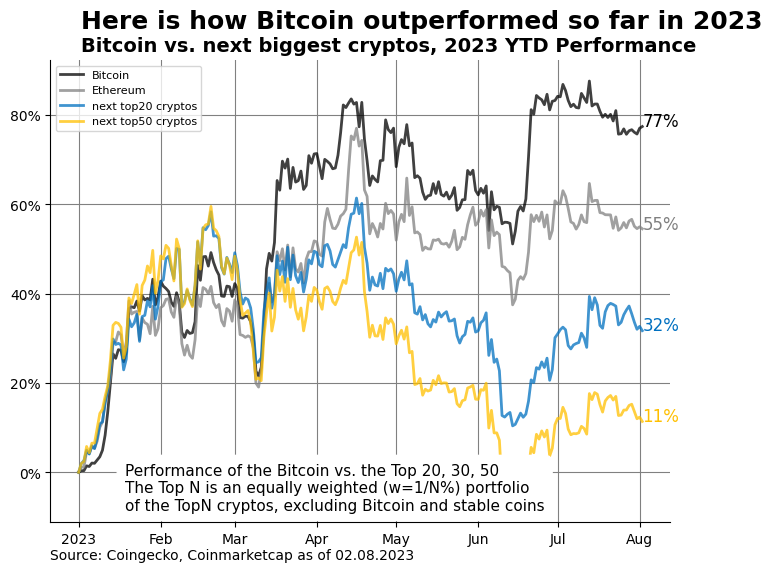 Here is how Bitcoin outperformed so far in 2023
Bitcoin vs. next biggest cryptos, 2023 YTD Performance
Bitcoin
Ethereum
next top20 cryptos
next top50 cryptos
80%
60%
40%
20%
0%
77%
55%
32%
11%
Performance of the Bitcoin vs. the Top 20, 30, 50
The Top N is an equally weighted (w=1/N%) portfolio
of the TopN cryptos, excluding Bitcoin and stable coins
2023 Feb Mar Apr May Jun Jul Aug
Source: Coingecko, Coinmarketcap as of 02.08.2023